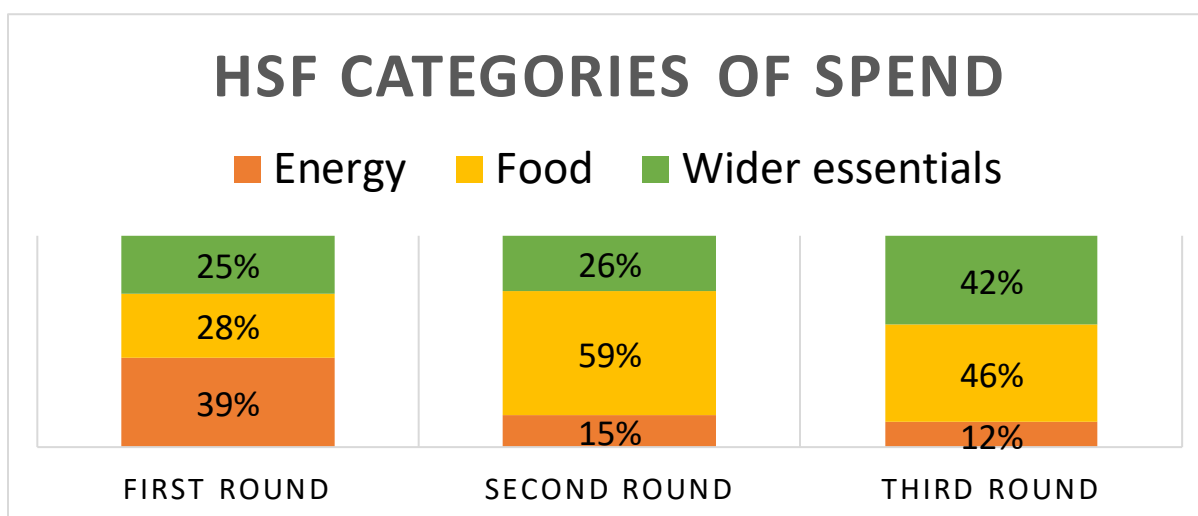 HSF CATEGORIES OF SPEND
Energy Food Wider essentials
25% 26% 42%
28% 59% 46%
39% 15% 12%
FIRST ROUND SECOND ROUND THIRD ROUND